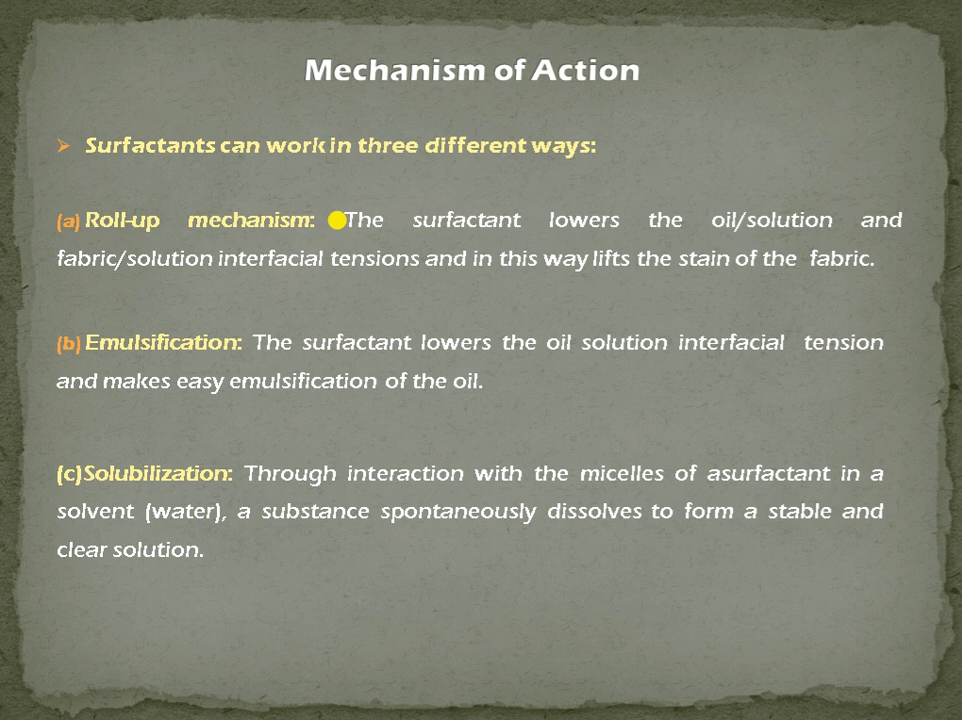 Mechanism of Action
Surfactants can work in three different ways:
(a) Roll-up mechanism: The surfactant lowers the oil/solution and
fabric/solution interfacial tensions and in this way lifts the stain of the fabric.
(b) Emulsification: The surfactant lowers the oil solution interfacial tension
and makes easy emulsification of the oil.
(c)Solubilization: Through interaction with the micelles of asurfactant in a
solvent (water), a substance spontaneously dissolves to form a stable and
clear solution.